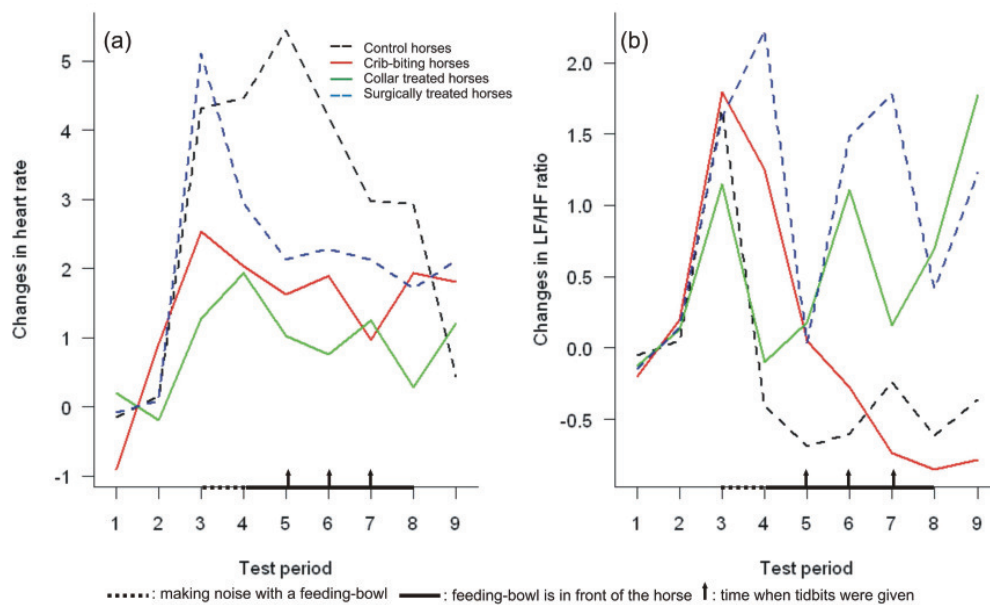 (a)
Control horses
Crib-biting horses
Collar treated horses
Surgically treated horses
Changes in heart rate
5
4
3
2
1
0
-1
1 2 3 4 5 6 7 8 9
Test period
(b)
Changes in LF/HF ratio
2.0
1.5
1.0
0.5
0.0
-0.5
1 2 3 4 5 6 7 8 9
Test period
: making noise with a feeding-bowl : feeding-bowl is in front of the horse : time when tidbits were given